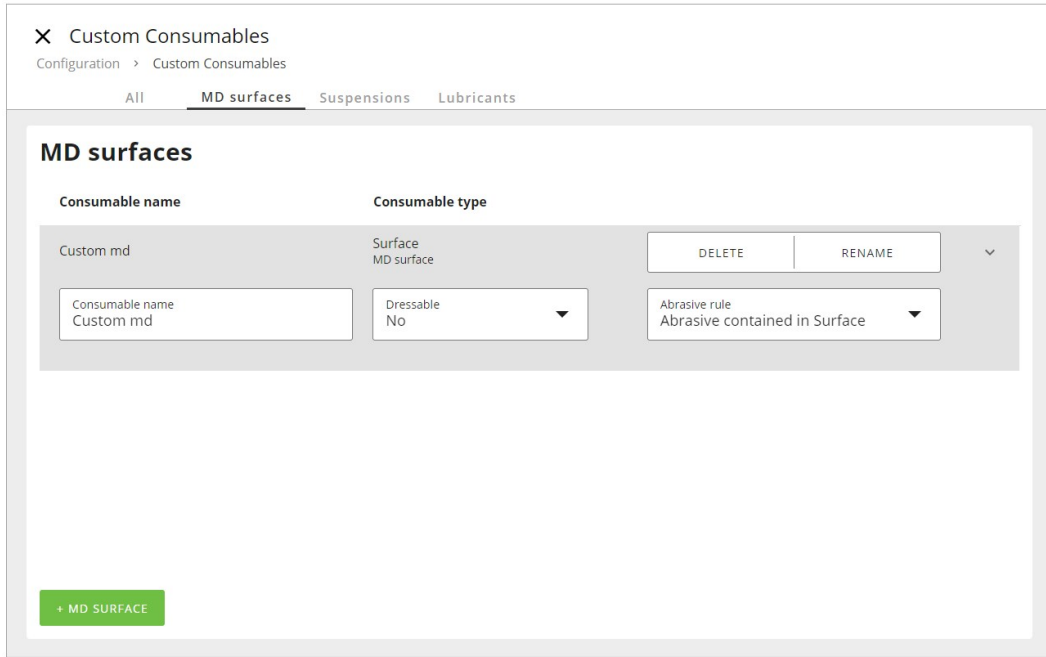 Custom Consumables
Configuration > Custom Consumables
All MD surfaces Suspensions Lubricants
MD surfaces
Consumable name Consumable type
Custom md
Surface
MD surface
DELETE RENAME
Consumable name
Custom md
Dressable
No
Abrasive rule
Abrasive contained in Surface
+ MD SURFACE